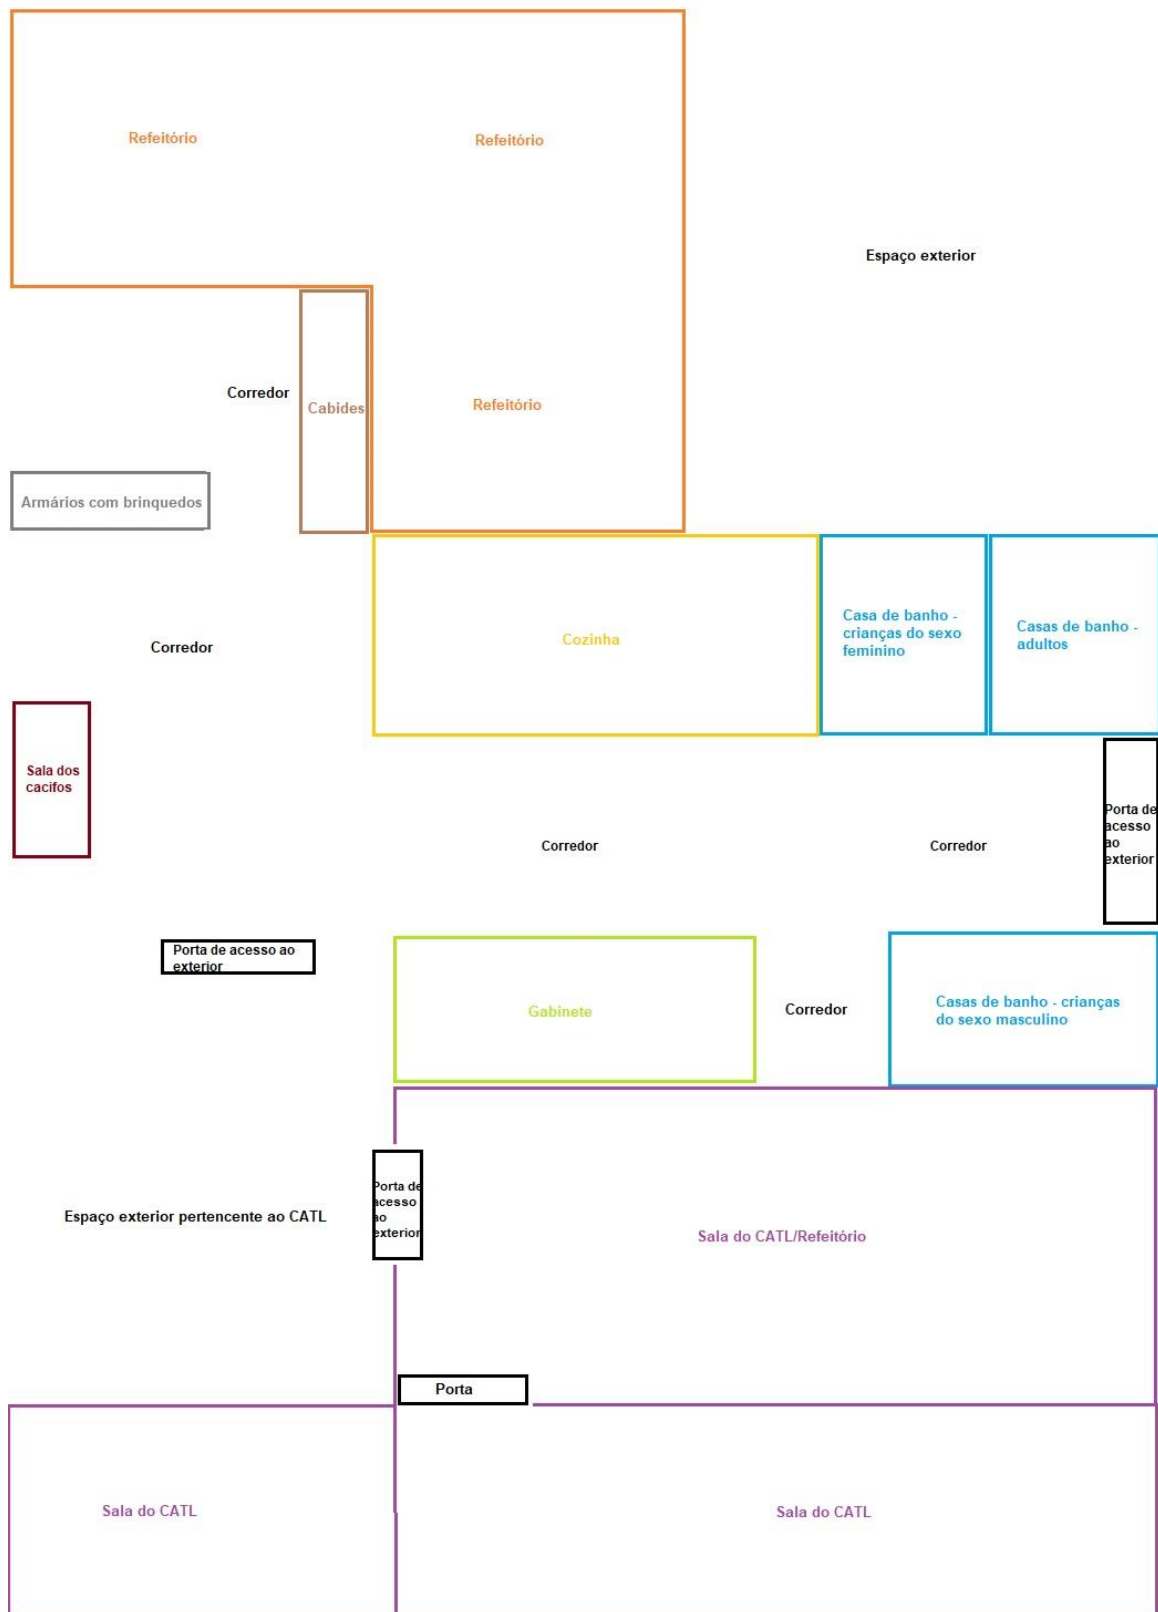 Refeitório
Refeitório
Espaço exterior
Corredor
Cabides
Refeitório
Armários com brinquedos
Corredor
Cozinha
Casa de banho -
crianças do sexo
feminino
Casas de banho -
adultos
Sala dos
cacifos
Corredor
Corredor
Porta de
acesso
ao
exterior
Porta de acesso ao
exterior
Gabinete
Corredor
Casas de banho - crianças
do sexo masculino
Espaço exterior pertencente ao CATL
Porta de
acesso
ao
exterior
Sala do CATL/Refeitório
Porta
Sala do CATL
Sala do CATL